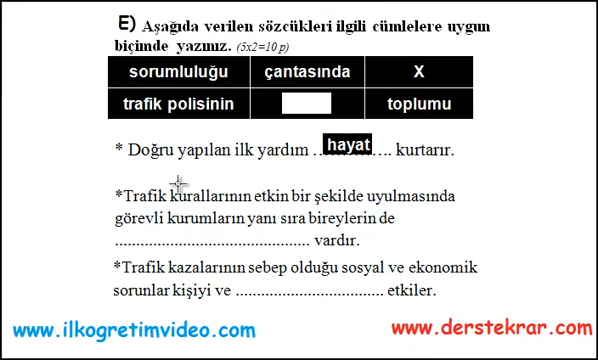 E) Aşağıda verilen sözcükleri ilgili cümlelere uygun
biçimde yazınız. (5x2=10 p)
sorumluluğu çantasında X
trafik polisinin toplumu
* Doğru yapılan ilk yardım … hayat …. kurtarır.
*Trafik kurallarının etkin bir şekilde uyulmasında
görevli kurumların yanı sıra bireylerin de
................................................ vardır.
*Trafik kazalarının sebep olduğu sosyal ve ekonomik
sorunlar kişiyi ve ..................................... etkiler.
www.ilkogretimvideo.com www.derstekrar.com